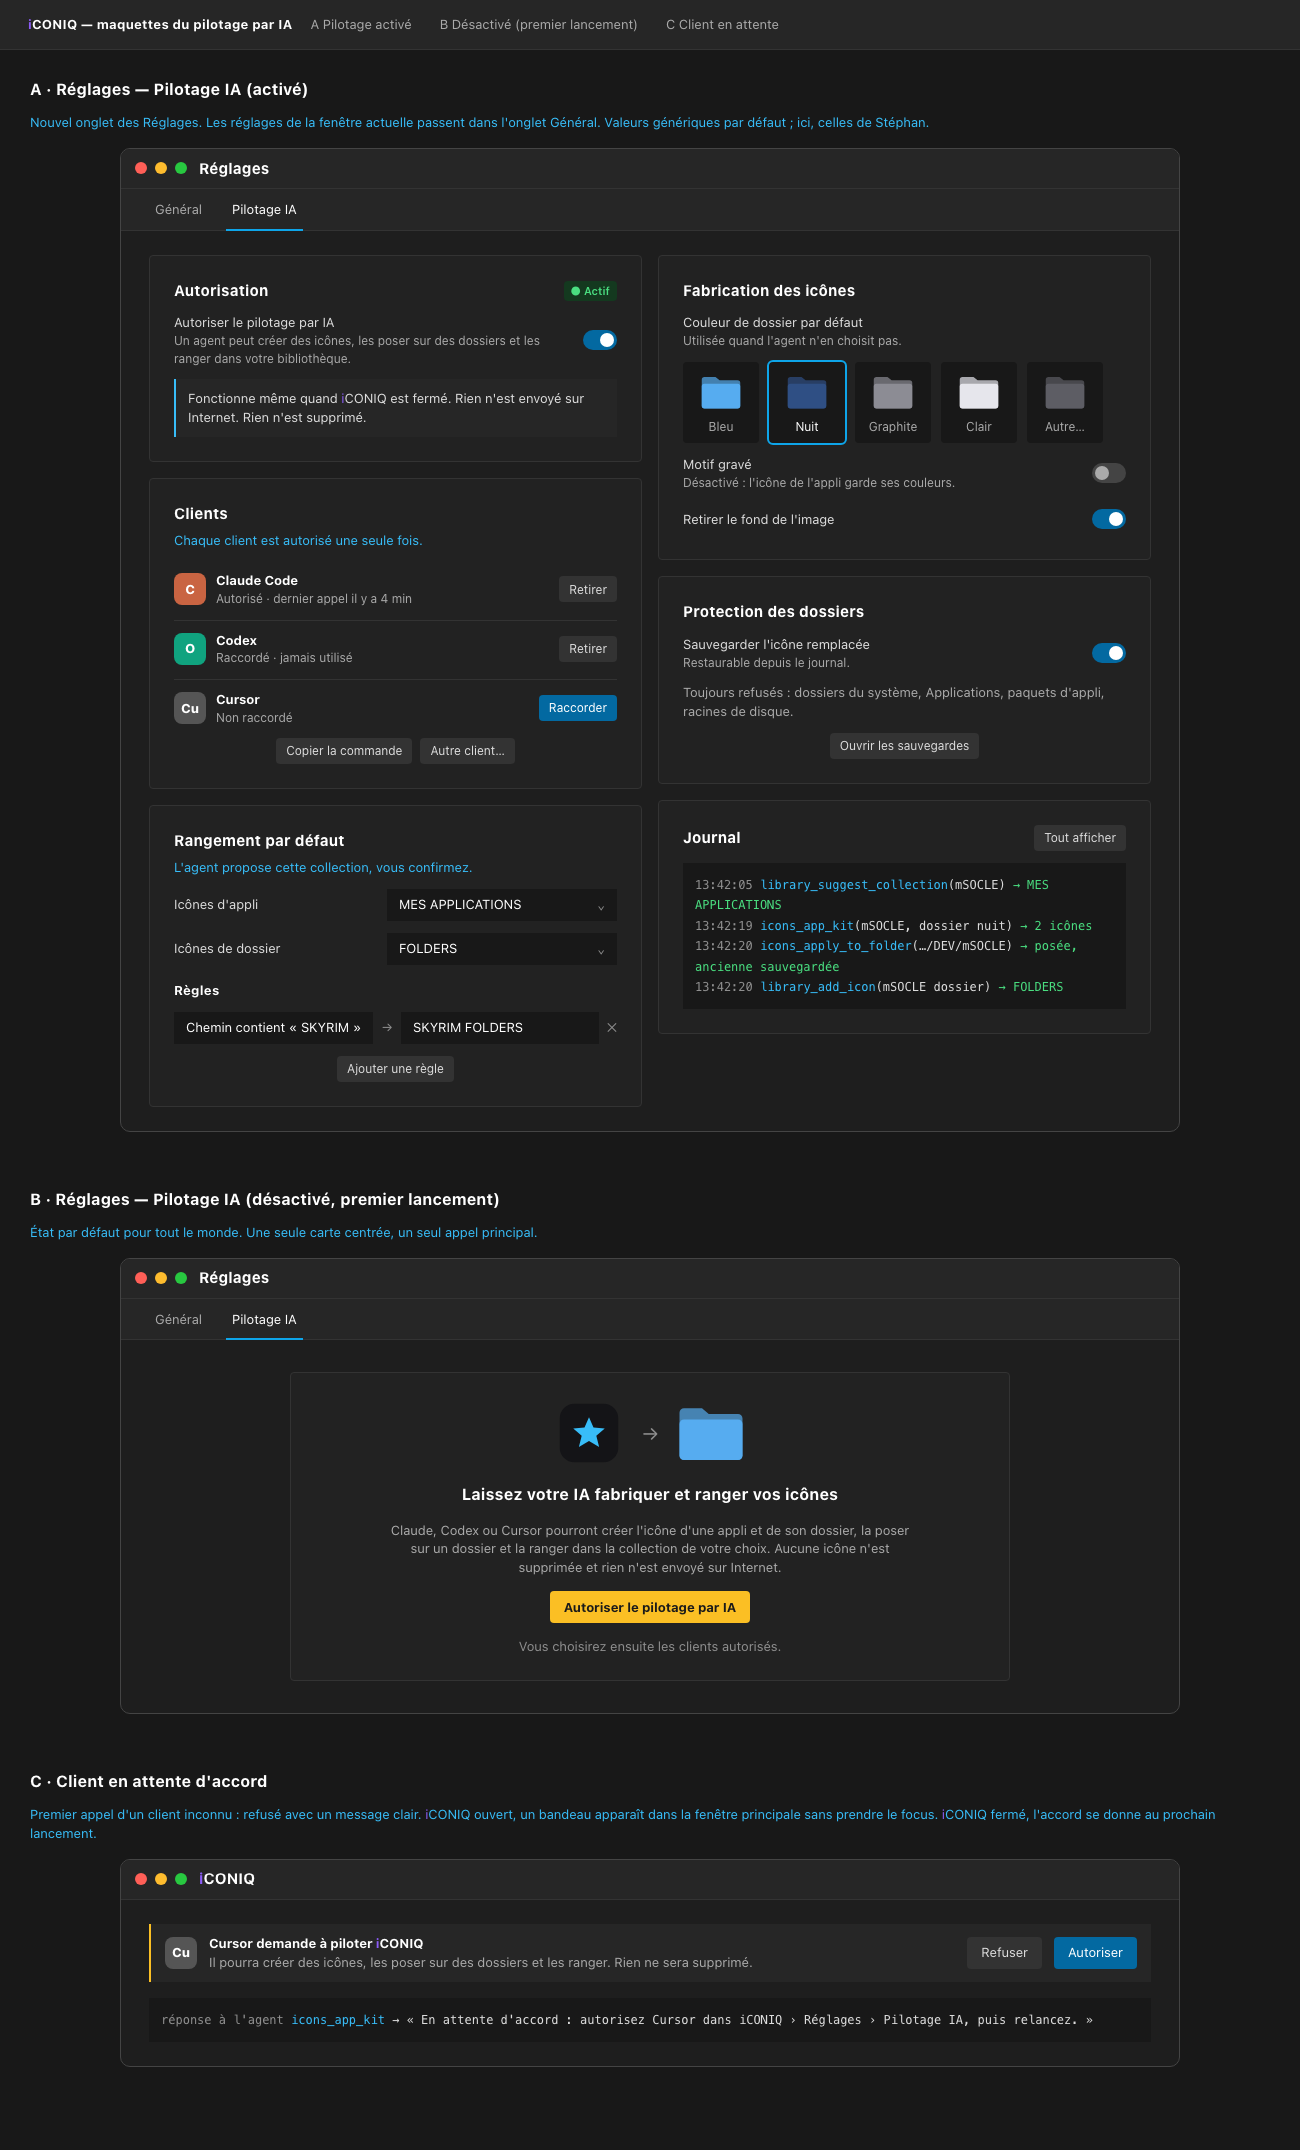 iCONIQ — maquettes du pilotage par IA
A Pilotage activé
B Désactivé (premier lancement)
C Client en attente
A · Réglages — Pilotage IA (activé)
Nouvel onglet des Réglages. Les réglages de la fenêtre actuelle passent dans l'onglet Général. Valeurs génériques par défaut ; ici, celles de Stéphan.
Réglages
Général
Pilotage IA
Autorisation
Actif
Autoriser le pilotage par IA
Un agent peut créer des icônes, les poser sur des dossiers et les
ranger dans votre bibliothèque.
Fonctionne même quand iCONIQ est fermé. Rien n'est envoyé sur
Internet. Rien n'est supprimé.
Clients
Chaque client est autorisé une seule fois.
C
Claude Code
Autorisé · dernier appel il y a 4 min
Retirer
O
Codex
Raccordé · jamais utilisé
Retirer
Cu
Cursor
Non raccordé
Raccorder
Copier la commande
Autre client…
Rangement par défaut
L'agent propose cette collection, vous confirmez.
Icônes d'appli
MES APPLICATIONS
Icônes de dossier
FOLDERS
Règles
Chemin contient « SKYRIM »
→
SKYRIM FOLDERS
×
Ajouter une règle
Fabrication des icônes
Couleur de dossier par défaut
Utilisée quand l'agent n'en choisit pas.
Bleu
Nuit
Graphite
Clair
Autre…
Motif gravé
Désactivé : l'icône de l'appli garde ses couleurs.
Retirer le fond de l'image
Protection des dossiers
Sauvegarder l'icône remplacée
Restaurable depuis le journal.
Toujours refusés : dossiers du système, Applications, paquets d'appli,
racines de disque.
Ouvrir les sauvegardes
Journal
Tout afficher
13:42:05 library_suggest_collection(mSOCLE) → MES
APPLICATIONS
13:42:19 icons_app_kit(mSOCLE, dossier nuit) → 2 icônes
13:42:20 icons_apply_to_folder(…/DEV/mSOCLE) → posée,
ancienne sauvegardée
13:42:20 library_add_icon(mSOCLE dossier) → FOLDERS
B · Réglages — Pilotage IA (désactivé, premier lancement)
État par défaut pour tout le monde. Une seule carte centrée, un seul appel principal.
Réglages
Général
Pilotage IA
→
Laissez votre IA fabriquer et ranger vos icônes
Claude, Codex ou Cursor pourront créer l'icône d'une appli et de son dossier, la poser
sur un dossier et la ranger dans la collection de votre choix. Aucune icône n'est
supprimée et rien n'est envoyé sur Internet.
Autoriser le pilotage par IA
Vous choisirez ensuite les clients autorisés.
C · Client en attente d'accord
Premier appel d'un client inconnu : refusé avec un message clair. iCONIQ ouvert, un bandeau apparaît dans la fenêtre principale sans prendre le focus. iCONIQ fermé, l'accord se donne au prochain
lancement.
iCONIQ
Cu
Cursor demande à piloter iCONIQ
Il pourra créer des icônes, les poser sur des dossiers et les ranger. Rien ne sera supprimé.
Refuser
Autoriser
réponse à l'agent icons_app_kit → « En attente d'accord : autorisez Cursor dans iCONIQ › Réglages › Pilotage IA, puis relancez. »